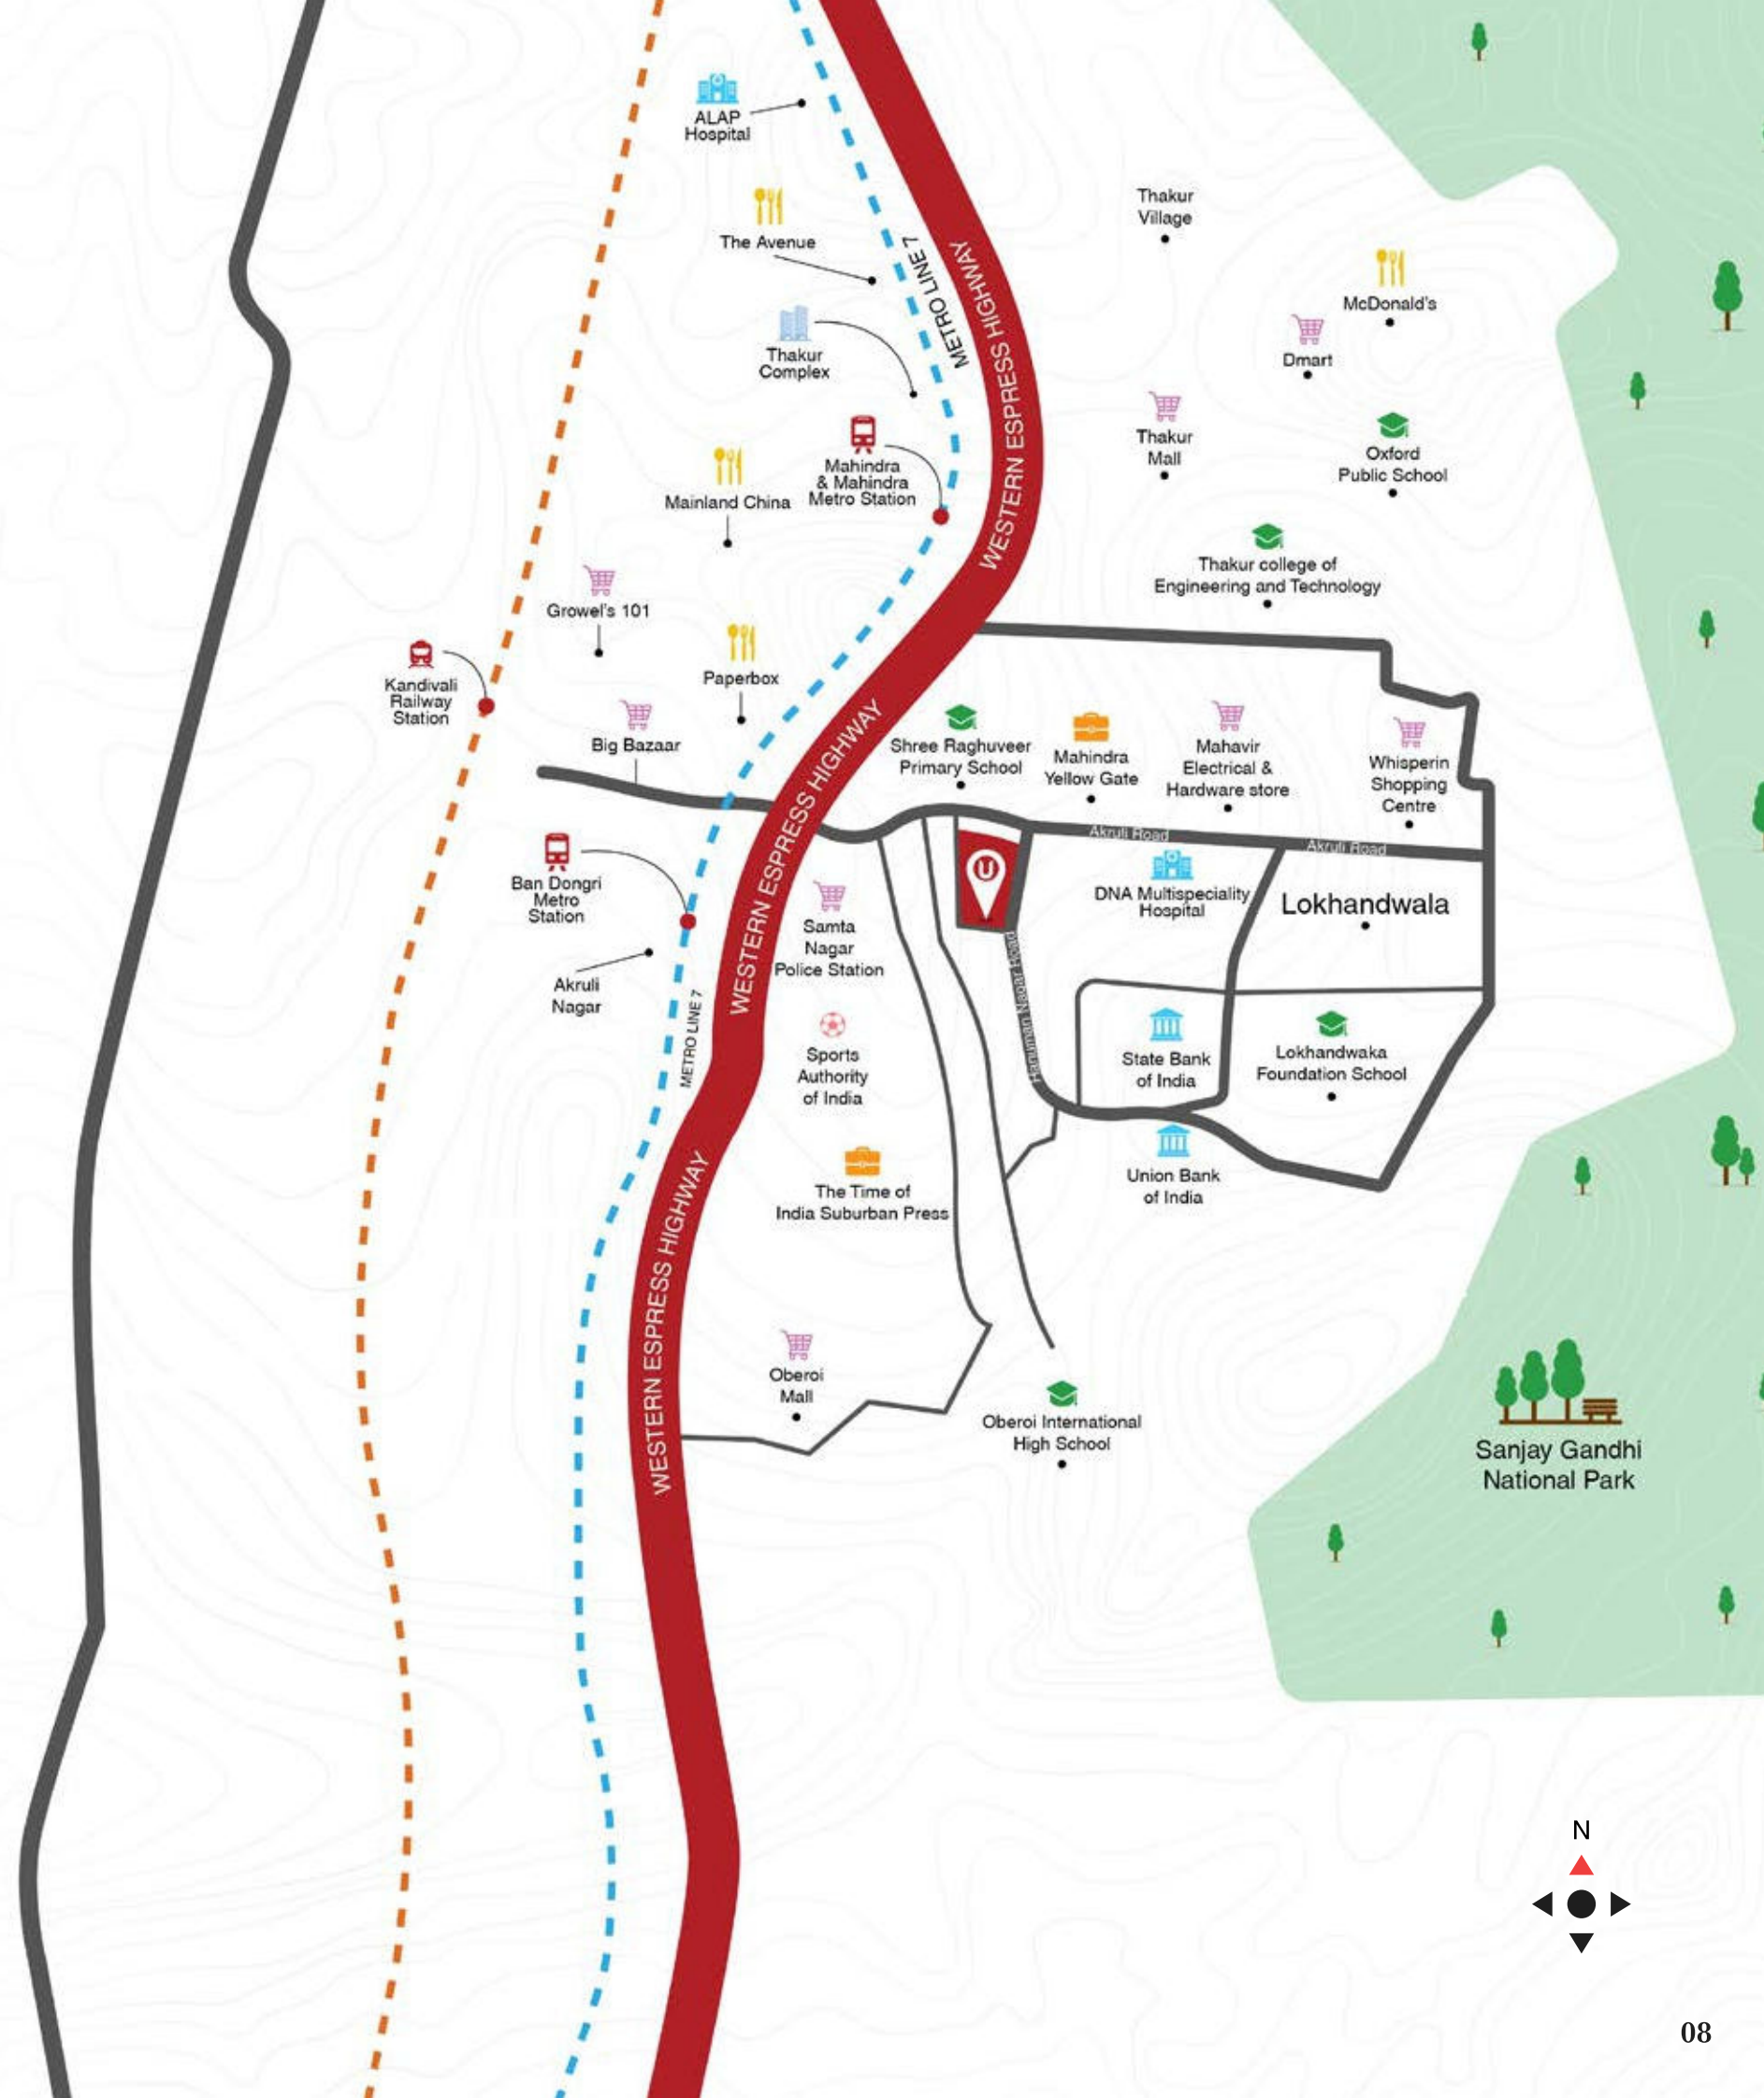 ALAP
Hospital
The Avenue
METRO LINE 7
WESTERN ESPRESS HIGHWAY
Thakur
Village
McDonald's
Dmart
Thakur
Complex
Thakur
Mall
Oxford
Public School
Mahindra
& Mahindra
Metro Station
Mainland China
Thakur college of
Engineering and Technology
Growel's 101
Kandivali
Railway
Station
Paperbox
Big Bazaar
WESTERN ESPRESS HIGHWAY
Shree Raghuveer
Primary School
Mahindra
Yellow Gate
Mahavir
Electrical &
Hardware store
Whisperin
Shopping
Centre
Akruli Road
Akruli Road
U
Ban Dongri
Metro
Station
Samta
Nagar
Police Station
DNA Multispeciality
Hospital
Lokhandwala
Akruli
Nagar
METRO LINE 7
Hanuman Nagar Road
Sports
Authority
of India
State Bank
of India
Lokhandwaka
Foundation School
WESTERN ESPRESS HIGHWAY
The Time of
India Suburban Press
Union Bank
of India
Oberoi
Mall
Oberoi International
High School
Sanjay Gandhi
National Park
N
08